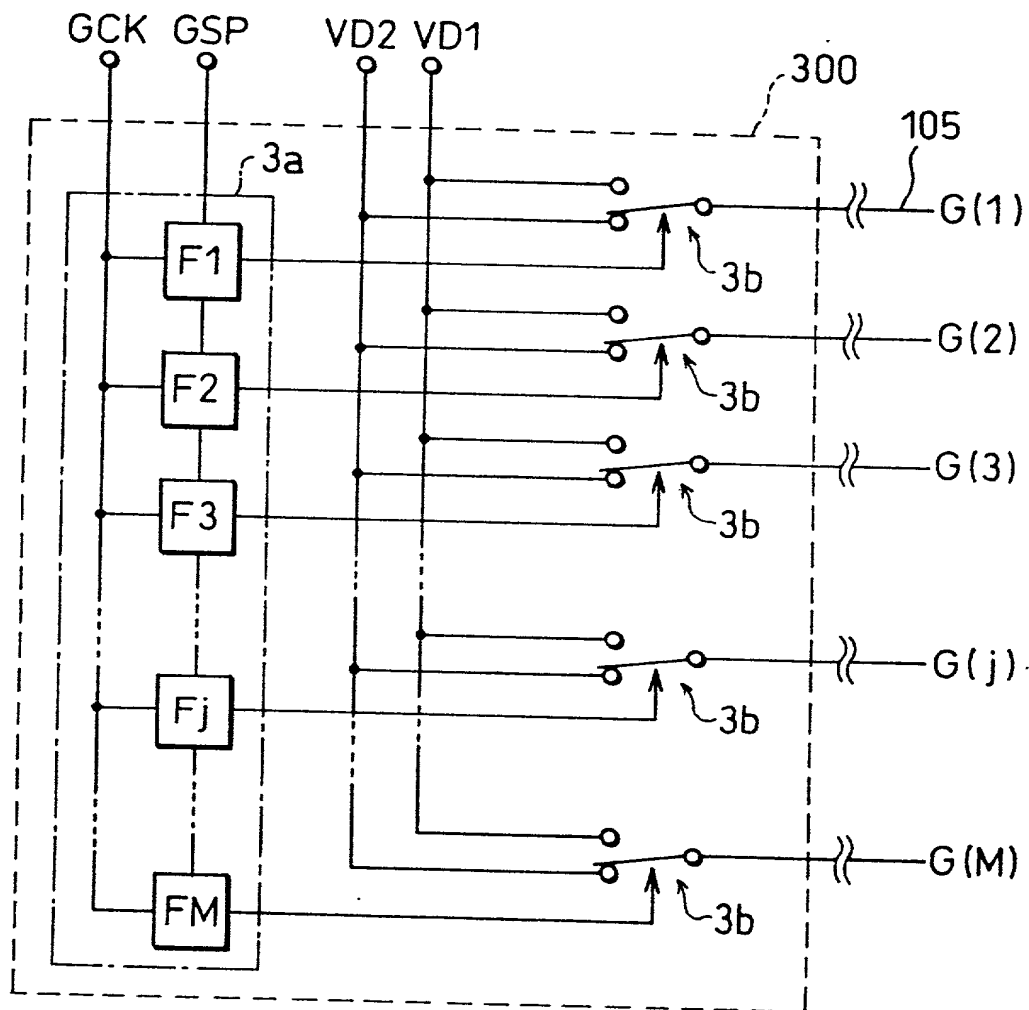 GCK GSP VD2 VD1
300
105
3a
G(1)
F1
3b
G(2)
F2
3b
G(3)
F3
3b
G(j)
Fj
3b
G(M)
FM
3b